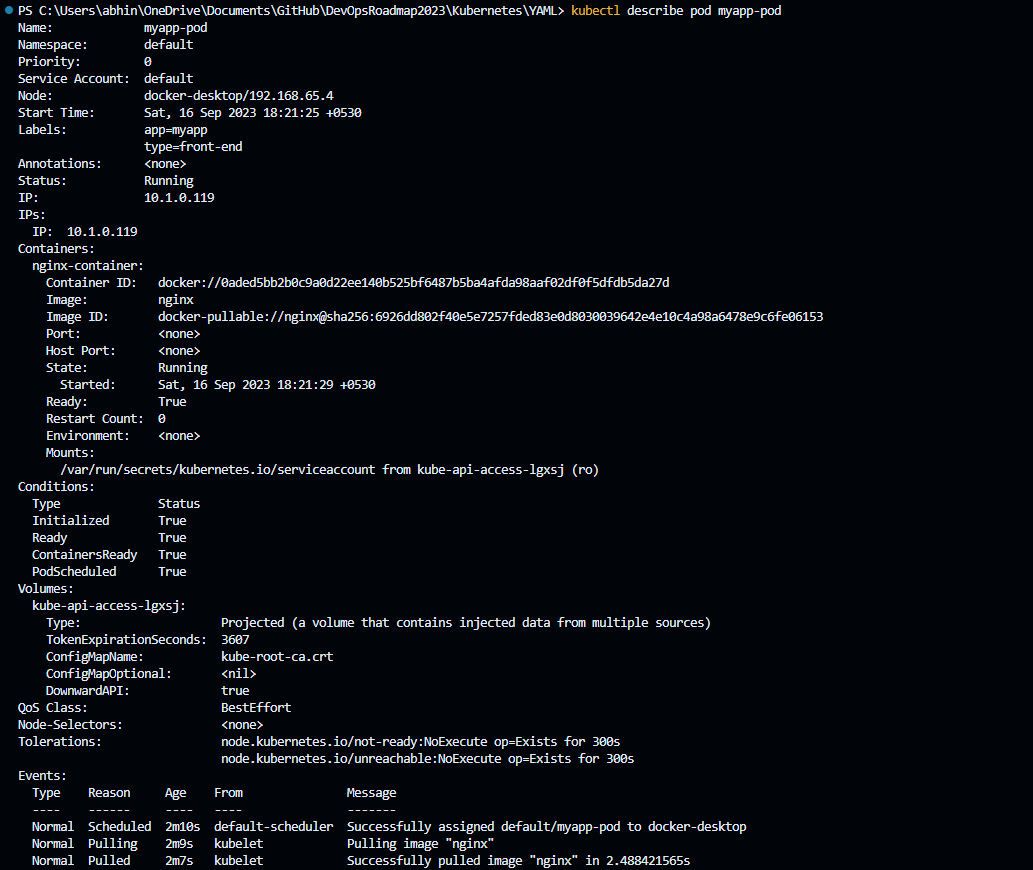 PS C:\Users\abhin\OneDrive\Documents\GitHub\DevOpsRoadmap2023\Kubernetes\YAML> kubectl describe pod myapp-pod
Name:             myapp-pod
Namespace:        default
Priority:         0
Service Account:  default
Node:             docker-desktop/192.168.65.4
Start Time:       Sat, 16 Sep 2023 18:21:25 +0530
Labels:           app=myapp
                  type=front-end
Annotations:      <none>
Status:           Running
IP:               10.1.0.119
IPs:
  IP:  10.1.0.119
Containers:
  nginx-container:
    Container ID:   docker://0aded5bb2b0c9a0d22ee140b525bf6487b5ba4afda98aaf02df0f5dfdb5da27d
    Image:          nginx
    Image ID:       docker-pullable://nginx@sha256:6926dd802f40e5e7257fded83e0d8030039642e4e10c4a98a6478e9c6fe06153
    Port:           <none>
    Host Port:      <none>
    State:          Running
      Started:      Sat, 16 Sep 2023 18:21:29 +0530
    Ready:          True
    Restart Count:  0
    Environment:    <none>
    Mounts:
      /var/run/secrets/kubernetes.io/serviceaccount from kube-api-access-lgxsj (ro)
Conditions:
  Type              Status
  Initialized       True
  Ready             True
  ContainersReady   True
  PodScheduled      True
Volumes:
  kube-api-access-lgxsj:
    Type:                    Projected (a volume that contains injected data from multiple sources)
    TokenExpirationSeconds:  3607
    ConfigMapName:           kube-root-ca.crt
    ConfigMapOptional:       <nil>
    DownwardAPI:             true
QoS Class:                   BestEffort
Node-Selectors:              <none>
Tolerations:                 node.kubernetes.io/not-ready:NoExecute op=Exists for 300s
                             node.kubernetes.io/unreachable:NoExecute op=Exists for 300s
Events:
  Type    Reason     Age    From               Message
  ----    ------     ----   ----               -------
  Normal  Scheduled  2m10s  default-scheduler  Successfully assigned default/myapp-pod to docker-desktop
  Normal  Pulling    2m9s   kubelet            Pulling image "nginx"
  Normal  Pulled     2m7s   kubelet            Successfully pulled image "nginx" in 2.488421565s